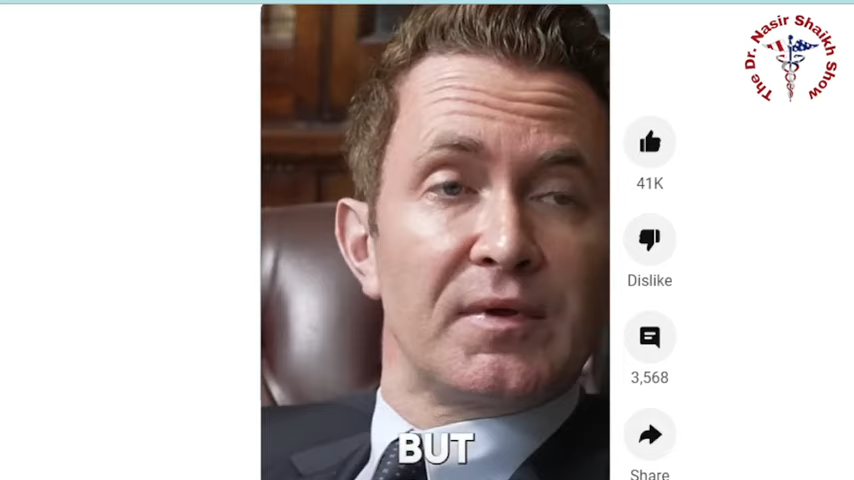 The Dr. Nasir Shaikh Show
41K
Dislike
3,568
Share
BUT